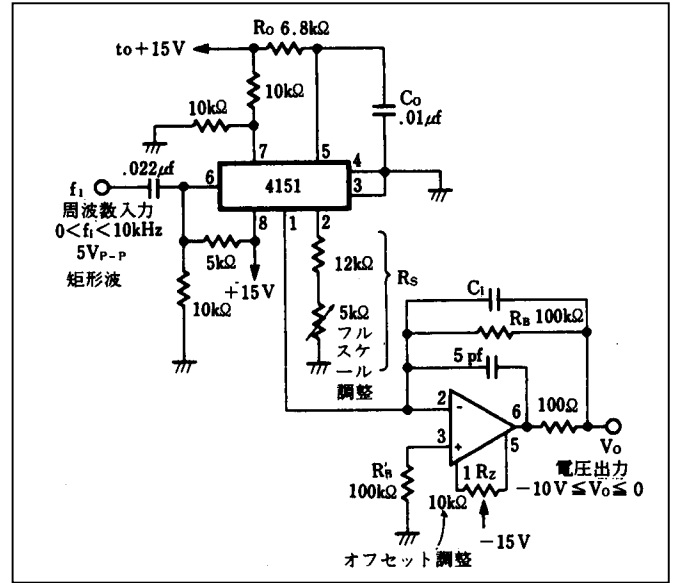 R₀ 6.8kΩ
to+15V
10kΩ
10kΩ
C₀
.01μf
7
5
4
3
.022μf
6
4151
f₁
周波数入力
0<f₁<10kHz
5V_{P-P}
矩形波
8
1
2
5kΩ
+15V
10kΩ
12kΩ
R_S
5kΩ
フル
スケ
ール
調整
C₁
R_B 100kΩ
5pf
2
-
6
100Ω
3
+
5
V₀
R'_B
100kΩ
1 R_Z
電圧出力
-10V≦V₀≦0
10kΩ
-15V
オフセット調整